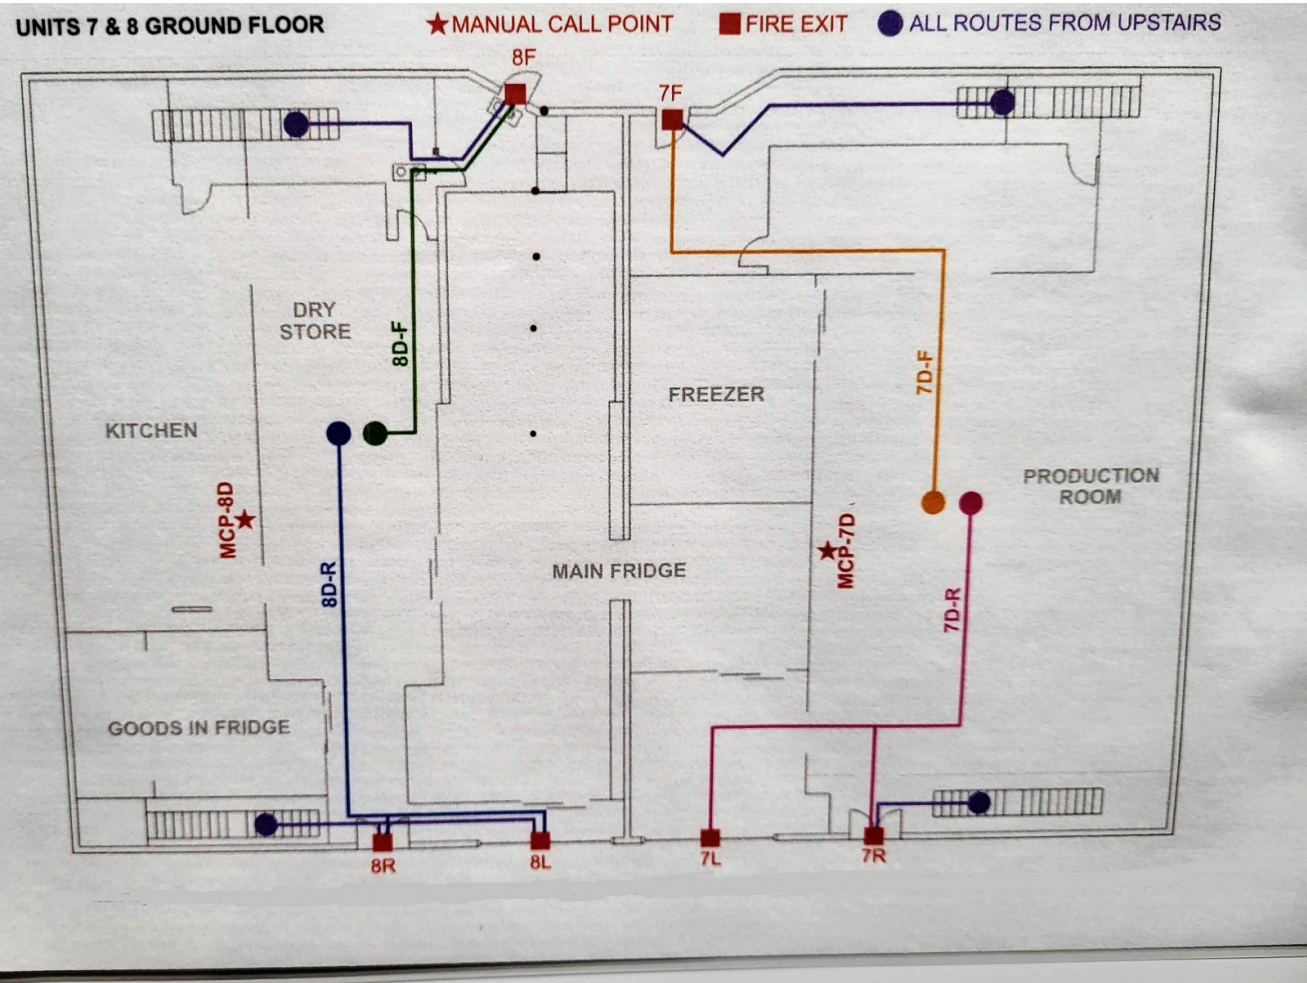 UNITS 7 & 8 GROUND FLOOR
MANUAL CALL POINT
FIRE EXIT
ALL ROUTES FROM UPSTAIRS
8F
7F
DRY
STORE
8D-F
7D-F
FREEZER
KITCHEN
PRODUCTION
ROOM
MCP-8D
MCP-7D
MAIN FRIDGE
8D-R
7D-R
GOODS IN FRIDGE
8R
8L
7L
7R